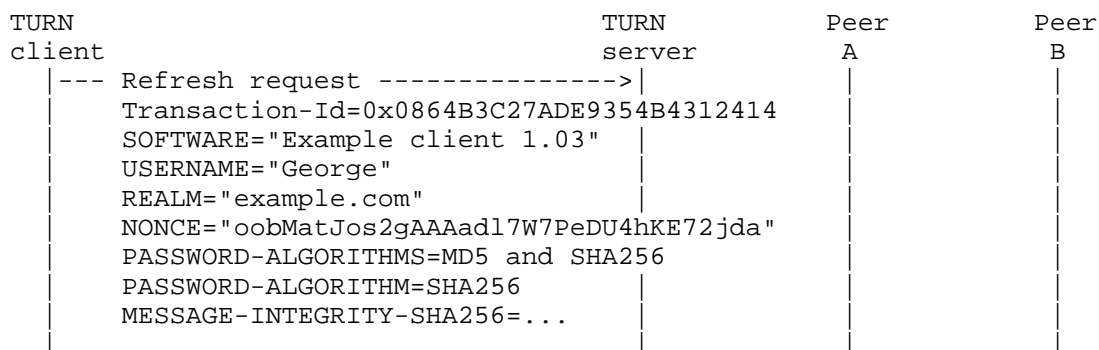 TURN                                 TURN          Peer         Peer
client                               server         A            B
|--- Refresh request --------------->|             |            |
|    Transaction-Id=0x0864B3C27ADE9354B4312414     |            |
|    SOFTWARE="Example client 1.03"  |             |            |
|    USERNAME="George"               |             |            |
|    REALM="example.com"             |             |            |
|    NONCE="oobMatJos2gAAAadl7W7PeDU4hKE72jda"     |            |
|    PASSWORD-ALGORITHMS=MD5 and SHA256            |            |
|    PASSWORD-ALGORITHM=SHA256       |             |            |
|    MESSAGE-INTEGRITY-SHA256=...    |             |            |
|                                    |             |            |